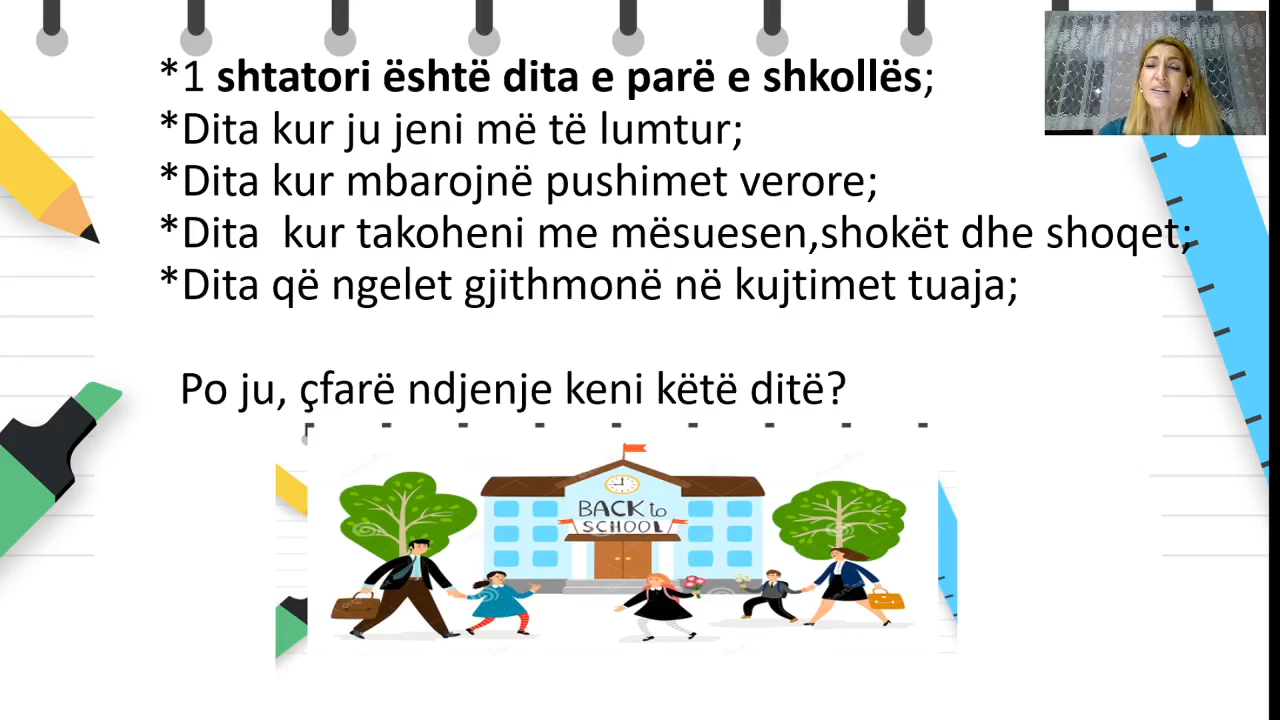 *1 shtatori është dita e parë e shkollës;
*Dita kur ju jeni më të lumtur;
*Dita kur mbarojnë pushimet verore;
*Dita  kur takoheni me mësuesen,shokët dhe shoqet;
*Dita që ngelet gjithmonë në kujtimet tuaja;
Po ju, çfarë ndjenje keni këtë ditë?
BACK to
SCHOOL